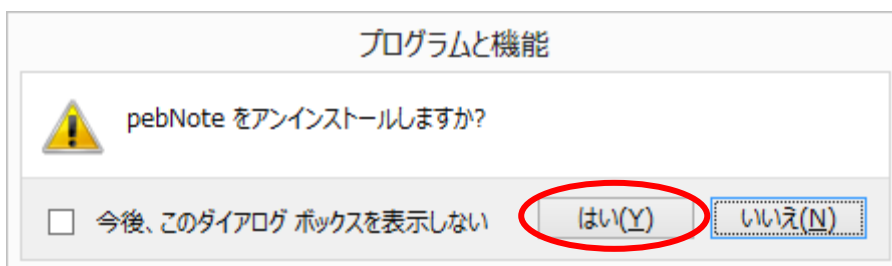 プログラムと機能
pebNote をアンインストールしますか?
今後、このダイアログ ボックスを表示しない
はい(Y)
いいえ(N)